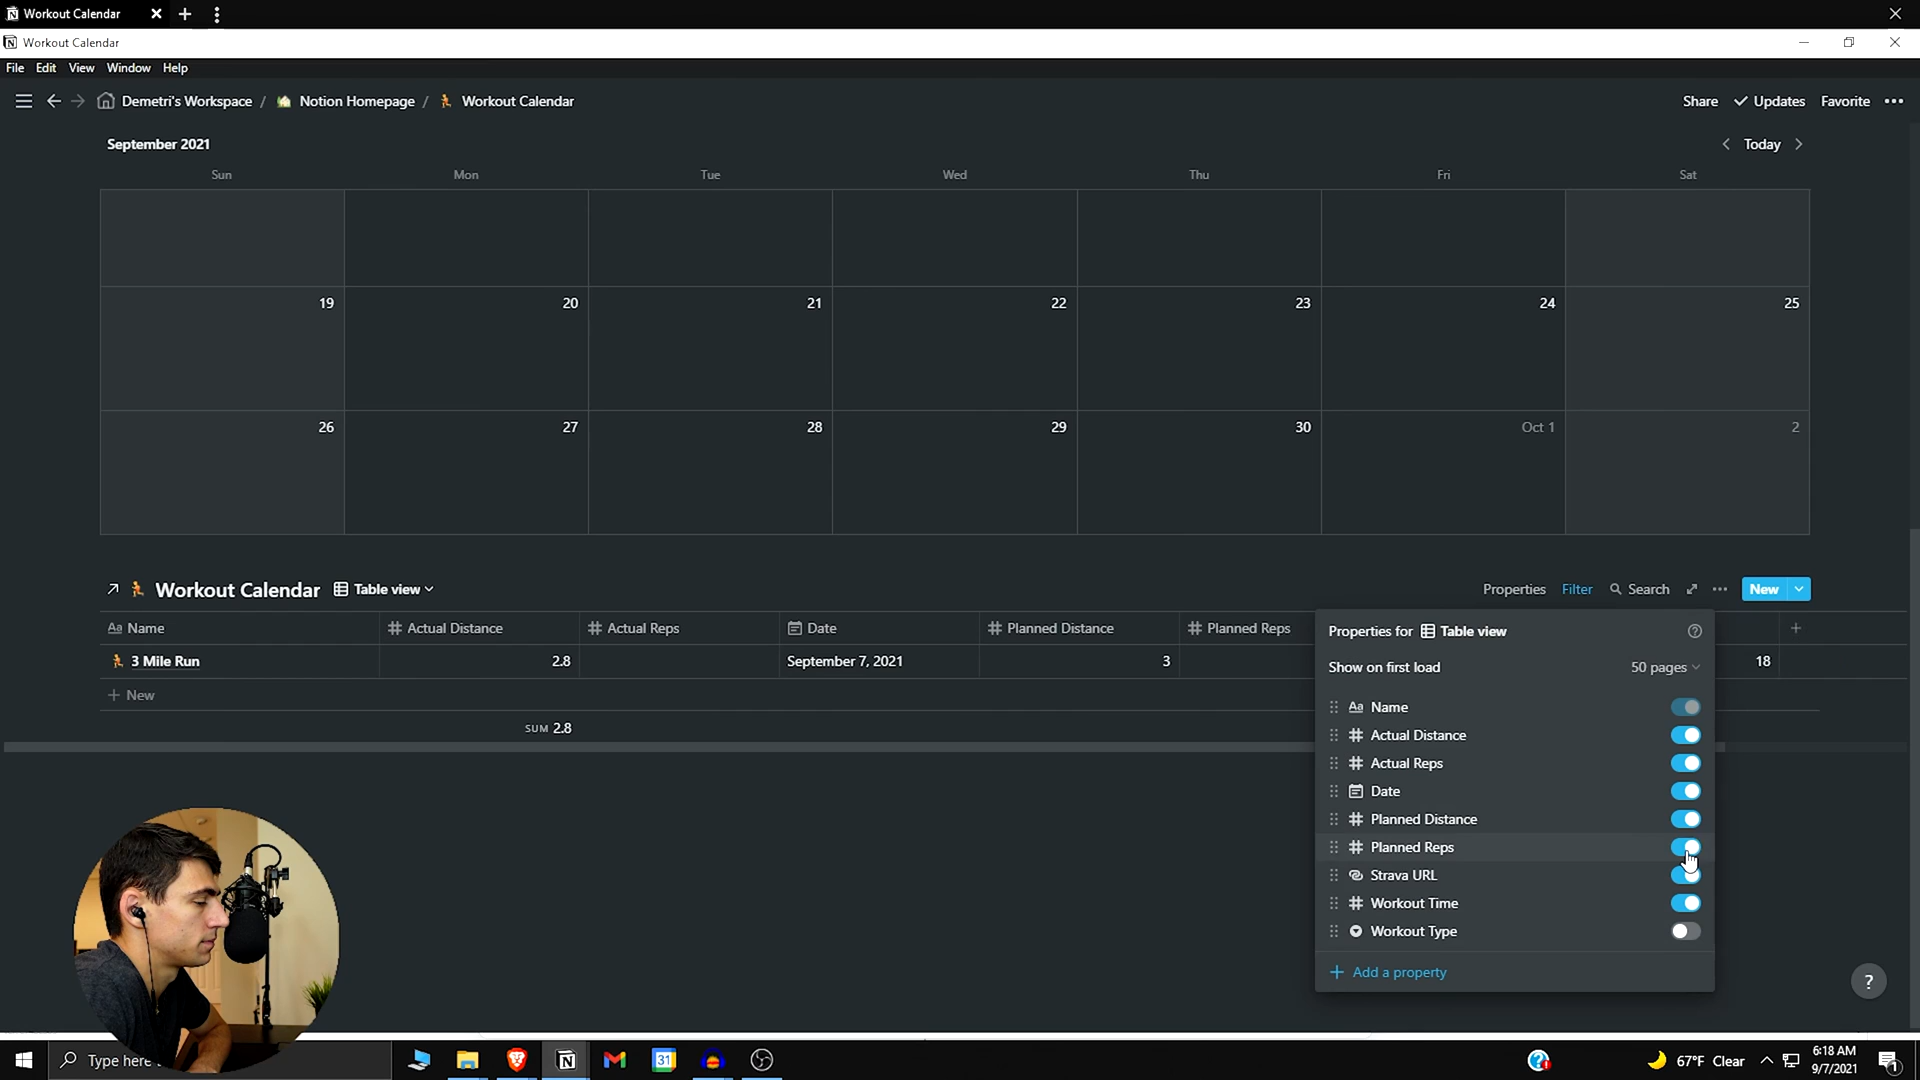 Workout Calendar
Workout Calendar
File Edit View Window Help
Demetri's Workspace / Notion Homepage / Workout Calendar
Share Updates Favorite
September 2021
Today
Sun Mon Tue Wed Thu Fri Sat
19 20 21 22 23 24 25
26 27 28 29 30 Oct 1 2
Workout Calendar Table view
Properties Filter Search New
Aa Name # Actual Distance # Actual Reps Date # Planned Distance # Planned Reps +
3 Mile Run 2.8 September 7, 2021 3 18
+ New
SUM 2.8
Properties for Table view
Show on first load 50 pages
Aa Name
# Actual Distance
# Actual Reps
Date
# Planned Distance
# Planned Reps
Strava URL
# Workout Time
Workout Type
+ Add a property
?
Type here
31
67°F Clear
6:18 AM
9/7/2021
1